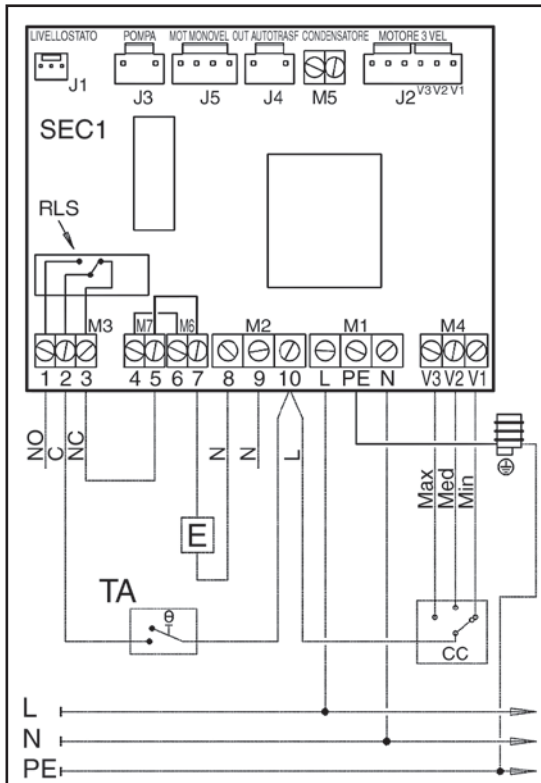 LIVELLOSTATO POMPA MOT MONOVEL OUT AUTOTRASF CONDENSATORE MOTORE 3 VEL
J1 J3 J5 J4 M5 J2 V3 V2 V1
SEC1
RLS
M3 M7 M6 M2 M1 M4
1 2 3 4 5 6 7 8 9 10 L PE N V3 V2 V1
NO C NC N N L Max Med Min
E
TA
θ
CC
L
N
PE